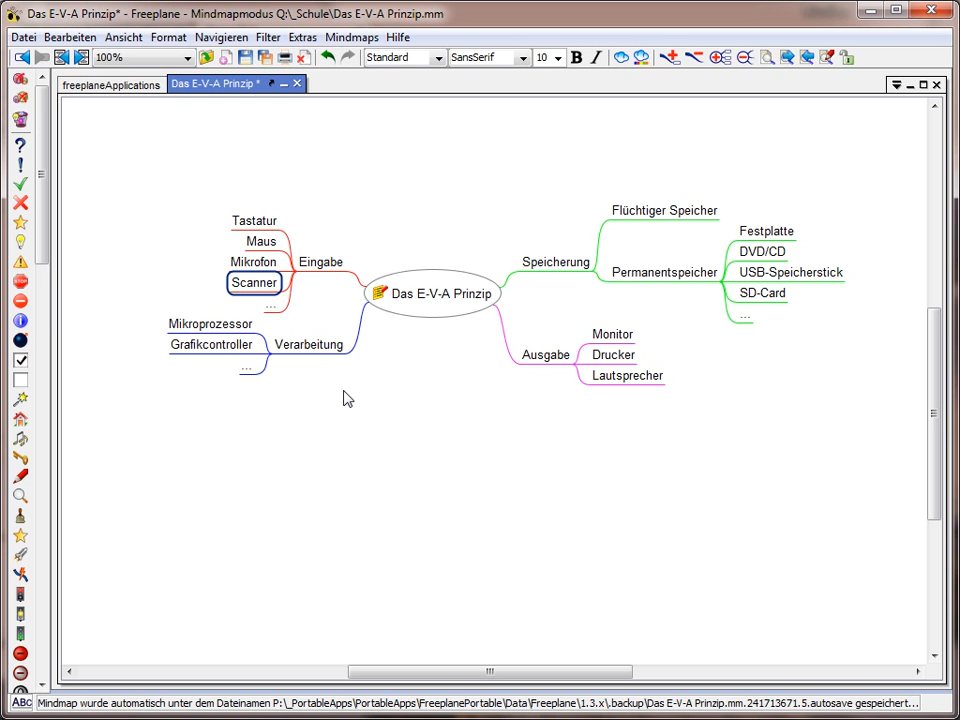 Das E-V-A Prinzip* - Freeplane - Mindmapmodus Q:\_Schule\Das E-V-A Prinzip.mm
Datei Bearbeiten Ansicht Format Navigieren Filter Extras Mindmaps Hilfe
100% Standard SansSerif 10 B I
freeplaneApplications Das E-V-A Prinzip *
Tastatur
Maus
Mikrofon
Scanner
...
Eingabe
Mikroprozessor
Grafikcontroller
...
Verarbeitung
Das E-V-A Prinzip
Speicherung
Flüchtiger Speicher
Permanentspeicher
Festplatte
DVD/CD
USB-Speicherstick
SD-Card
...
Ausgabe
Monitor
Drucker
Lautsprecher
ABC Mindmap wurde automatisch unter dem Dateinamen P:\_PortableApps\PortableApps\FreeplanePortable\Data\Freeplane\1.3.x\.backup\Das E-V-A Prinzip.mm.241713671.5.autosave gespeichert...